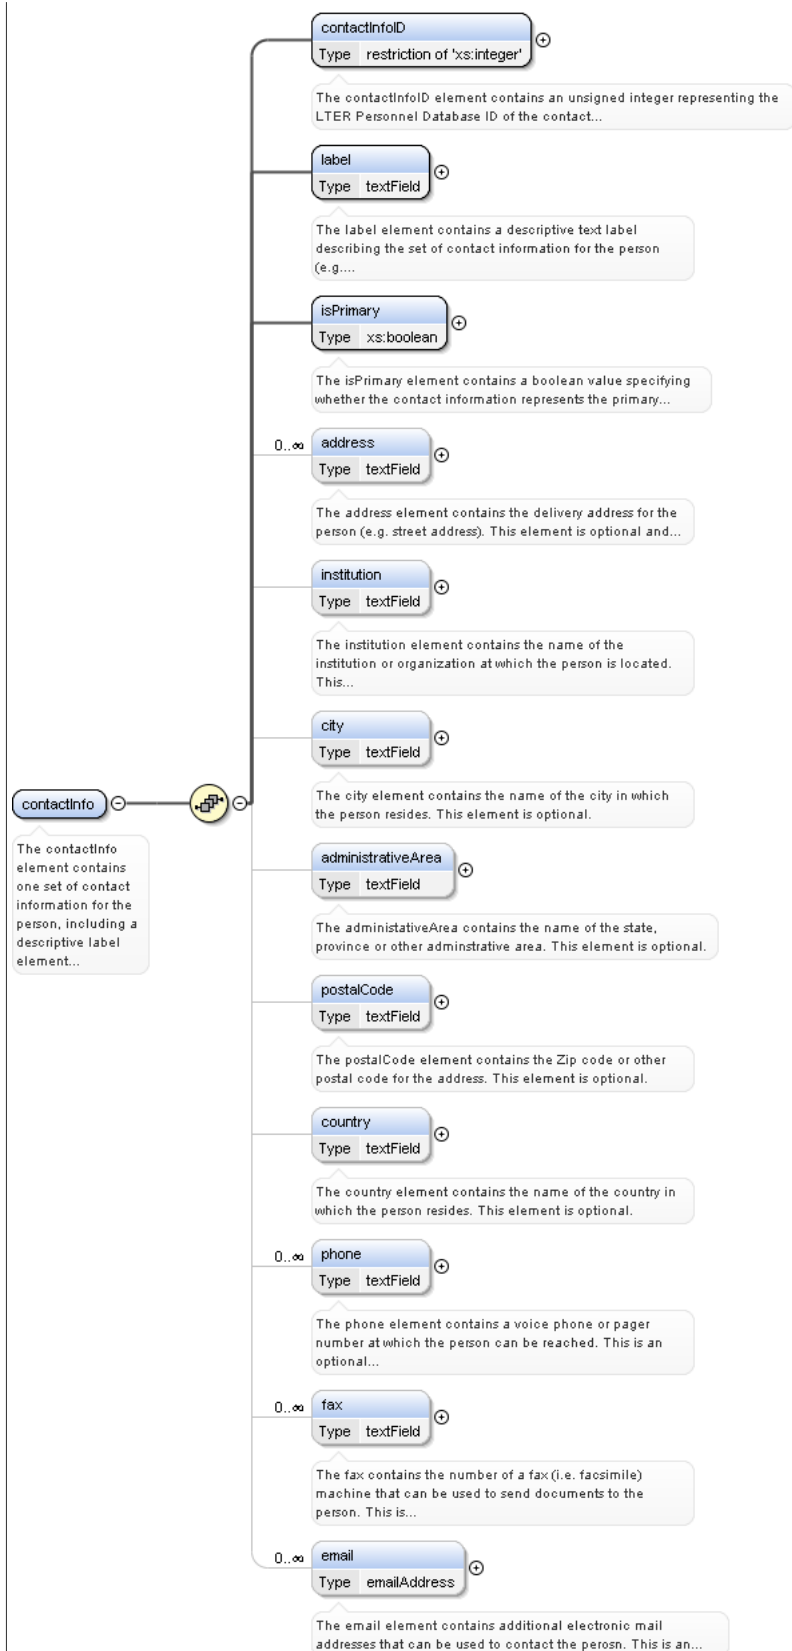 contactInfoID
Type restriction of 'xs:integer'
The contactInfoID element contains an unsigned integer representing the
LTER Personnel Database ID of the contact...
label
Type textField
The label element contains a descriptive text label
describing the set of contact information for the person
(e.g....
isPrimary
Type xs:boolean
The isPrimary element contains a boolean value specifying
whether the contact information represents the primary...
0..∞ address
Type textField
The address element contains the delivery address for the
person (e.g. street address). This element is optional and...
institution
Type textField
The institution element contains the name of the
institution or organization at which the person is located.
This...
city
Type textField
The city element contains the name of the city in which
the person resides. This element is optional.
contactInfo
The contactInfo
element contains
one set of contact
information for the
person, including a
descriptive label
element...
administrativeArea
Type textField
The administativeArea contains the name of the state,
province or other adminstrative area. This element is optional.
postalCode
Type textField
The postalCode element contains the Zip code or other
postal code for the address. This element is optional.
country
Type textField
The country element contains the name of the country in
which the person resides. This element is optional.
0..∞ phone
Type textField
The phone element contains a voice phone or pager
number at which the person can be reached. This is an
optional...
0..∞ fax
Type textField
The fax contains the number of a fax (i.e. facsimile)
machine that can be used to send documents to the
person. This is...
0..∞ email
Type emailAddress
The email element contains additional electronic mail
addresses that can be used to contact the perosn. This is an...